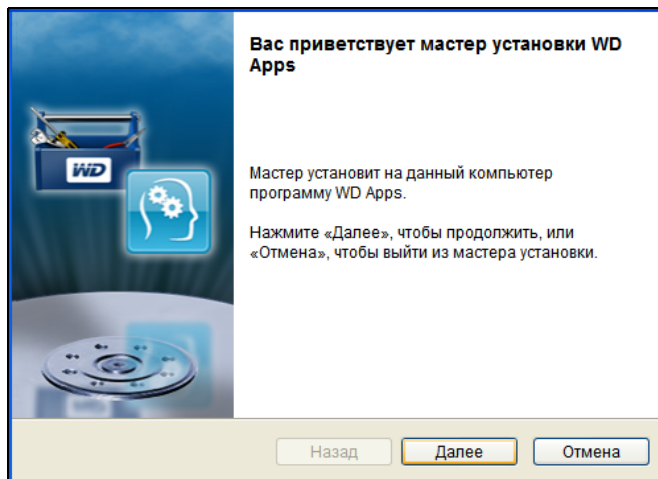 Вас приветствует мастер установки WD
Apps
WD
Мастер установит на данный компьютер
программу WD Apps.
Нажмите «Далее», чтобы продолжить, или
«Отмена», чтобы выйти из мастера установки.
Назад
Далее
Отмена